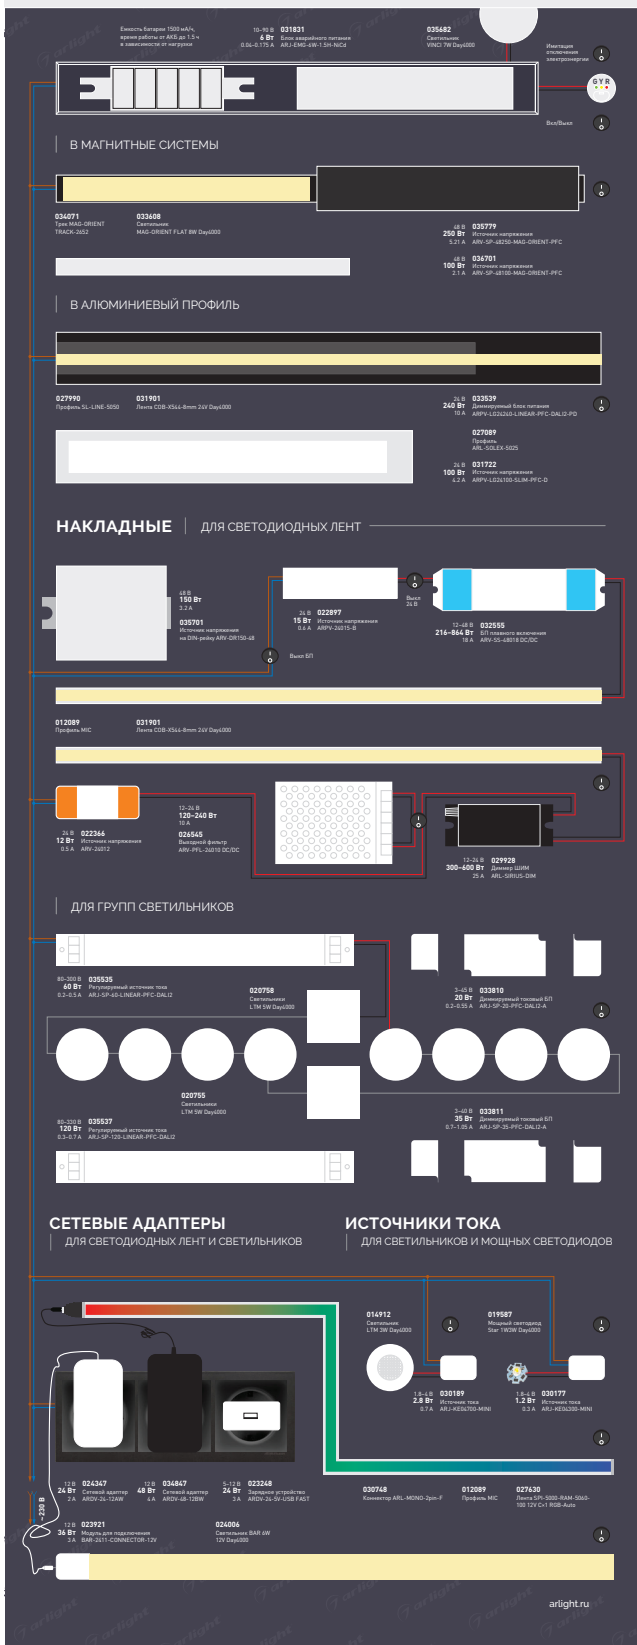 Емкость батареи 1500 мА/ч,
время работы от АКБ до 1.5 ч
в зависимости от нагрузки
10-90 В 031831
6 Вт Блок аварийного питания
0.04-0.175 А ARJ-EMG-6W-1.5H-NiCd
035682
Светильник
VINCI 7W Day4000
Имитация
отключения
электроэнергии
G Y R
Вкл/Выкл
В МАГНИТНЫЕ СИСТЕМЫ
034071
Трек MAG-ORIENT
TRACK-2652
033608
Светильник
MAG-ORIENT FLAT 8W Day4000
48 В 035779
250 Вт Источник напряжения
5.21 А ARV-SP-48250-MAG-ORIENT-PFC
48 В 036701
100 Вт Источник напряжения
2.1 А ARV-SP-48100-MAG-ORIENT-PFC
В АЛЮМИНИЕВЫЙ ПРОФИЛЬ
027990
Профиль SL-LINE-5050
031901
Лента COB-X544-8mm 24V Day4000
24 В 033539
240 Вт Диммируемый блок питания
10 А ARPV-LG24240-LINEAR-PFC-DALI2-PD
027089
Профиль
ARL-SOLEX-5025
24 В 031722
100 Вт Источник напряжения
4.2 А ARPV-LG24100-SLIM-PFC-D
НАКЛАДНЫЕ ДЛЯ СВЕТОДИОДНЫХ ЛЕНТ
48 В
150 Вт
3.2 А
035701
Источник напряжения
на DIN-рейку ARV-DR150-48
24 В 022897
15 Вт Источник напряжения
0.6 А ARPV-24015-B
Выкл
24 В
12-48 В 032555
216-864 Вт БП плавного включения
18 А ARV-SS-48018 DC/DC
Выкл БП
012089
Профиль MIC
031901
Лента COB-X544-8mm 24V Day4000
24 В 022366
12 Вт Источник напряжения
0.5 А ARV-24012
12-24 В
120-240 Вт
10 А
026545
Выходной фильтр
ARV-PFL-24010 DC/DC
12-24 В 029928
300-600 Вт Диммер ШИМ
25 А ARL-SIRIUS-DIM
ДЛЯ ГРУПП СВЕТИЛЬНИКОВ
80-300 В 035535
60 Вт Регулируемый источник тока
0.2-0.5 А ARJ-SP-60-LINEAR-PFC-DALI2
020758
Светильники
LTM 5W Day4000
3-45 В 033810
20 Вт Диммируемый токовый БП
0.2-0.55 А ARJ-SP-20-PFC-DALI2-A
020755
Светильники
LTM 5W Day4000
80-220 В 035537
120 Вт Регулируемый источник тока
0.3-0.7 А ARJ-SP-120-LINEAR-PFC-DALI2
3-40 В 033811
35 Вт Диммируемый токовый БП
0.7-1.05 А ARJ-SP-35-PFC-DALI2-A
СЕТЕВЫЕ АДАПТЕРЫ
ДЛЯ СВЕТОДИОДНЫХ ЛЕНТ И СВЕТИЛЬНИКОВ
ИСТОЧНИКИ ТОКА
ДЛЯ СВЕТИЛЬНИКОВ И МОЩНЫХ СВЕТОДИОДОВ
014912
Светильник
LTM 3W Day4000
019587
Мощный светодиод
Star 1W3W Day4000
1.8-4 В 030189
2.8 Вт Источник тока
0.7 А ARJ-KE04700-MINI
1.8-4 В 030177
1.2 Вт Источник тока
0.3 А ARJ-KE04300-MINI
12 В 024347
24 Вт Сетевой адаптер
2 А ARDV-24-12AW
12 В 034847
48 Вт Сетевой адаптер
4 А ARDV-48-12BW
5-12 В 023248
24 Вт Зарядное устройство
3 А ARDV-24-5V-USB FAST
030748
Коннектор ARL-MONO-2pin-F
012089
Профиль MIC
027630
Лента SPI-5000-RAM-5060-
100 12V Cx1 RGB-Auto
~230 В
12 В 023921
36 Вт Модуль для подключения
3 А BAR-2411-CONNECTOR-12V
024006
Светильник BAR 6W
12V Day4000
arlight.ru